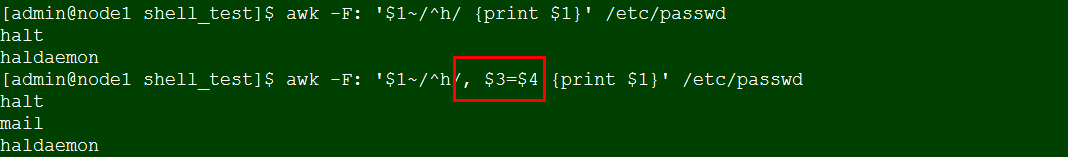 [admin@node1 shell_test]$ awk -F: '$1~/^h/ {print $1}' /etc/passwd
halt
haldaemon
[admin@node1 shell_test]$ awk -F: '$1~/^h/, $3=$4 {print $1}' /etc/passwd
halt
mail
haldaemon